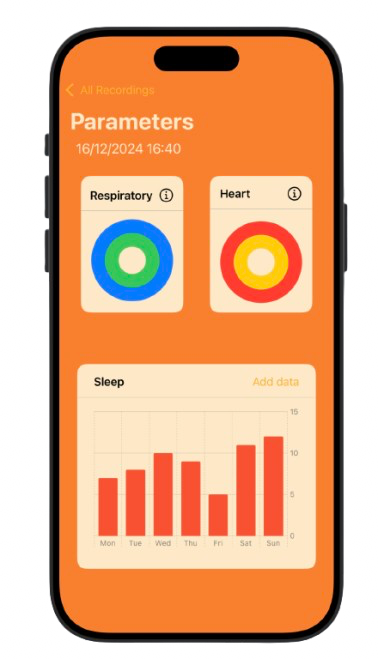 All Recordings
Parameters
16/12/2024 16:40
Respiratory
Heart
Sleep
Add data
15
10
5
0
Mon Tue Wed Thu Fri Sat Sun